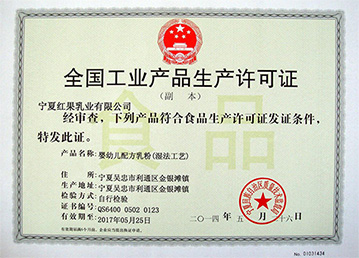 全国工业产品生产许可证
（副　本）
宁夏红果乳业有限公司
经审查，下列产品符合食品生产许可证发证条件，
特发此证。
食品
产品名称：婴幼儿配方乳粉(湿法工艺)
住　　所：宁夏吴忠市利通区金银滩镇
生产地址：宁夏吴忠市利通区金银滩镇
检验方式：自行检验
证书编号：QS6400 0502 0123
有效期至：2017年05月25日
二〇一四年　五　月　二十六日
No. 01031434